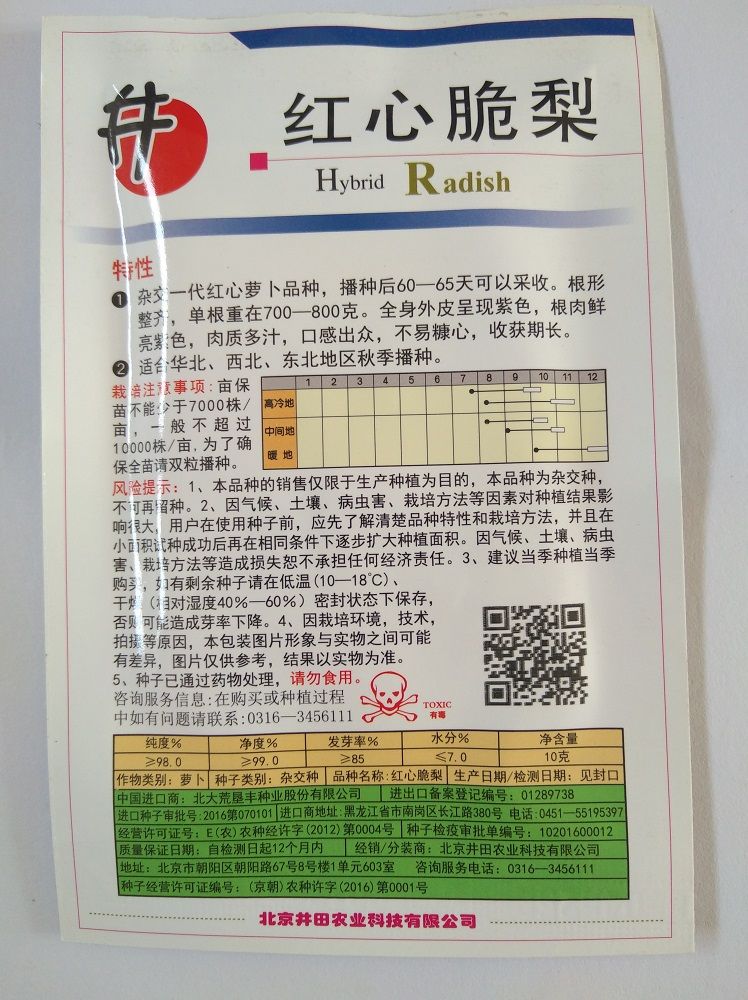 井
红心脆梨
Hybrid Radish
特性
❶ 杂交一代红心萝卜品种，播种后60—65天可以采收。根形
整齐，单根重在700—800克。全身外皮呈现紫色，根肉鲜
亮紫色，肉质多汁，口感出众，不易糠心，收获期长。
❷ 适合华北、西北、东北地区秋季播种。
栽培注意事项：亩保
苗不能少于7000株/
亩，一般不超过
10000株/亩，为了确
保全苗请双粒播种。
1 2 3 4 5 6 7 8 9 10 11 12
高冷地
中间地
暖 地
风险提示：1、本品种的销售仅限于生产种植为目的，本品种为杂交种，
不可再留种。2、因气候、土壤、病虫害、栽培方法等因素对种植结果影
响很大，用户在使用种子前，应先了解清楚品种特性和栽培方法，并且在
小面积试种成功后再在相同条件下逐步扩大种植面积。因气候、土壤、病虫
害、栽培方法等造成损失恕不承担任何经济责任。3、建议当季种植当季
购买，如有剩余种子请在低温(10—18℃)、
干燥（相对湿度40%—60%）密封状态下保存，
否则可能造成芽率下降。4、因栽培环境，技术，
拍摄等原因，本包装图片形象与实物之间可能
有差异，图片仅供参考，结果以实物为准。
5、种子已通过药物处理，请勿食用。
咨询服务信息:在购买或种植过程
中如有问题请联系:0316—3456111
TOXIC
有毒
纯度% 净度% 发芽率% 水分% 净含量
≥98.0 ≥99.0 ≥85 ≤7.0 10克
作物类别：萝卜 种子类别：杂交种 品种名称:红心脆梨 生产日期/检测日期：见封口
中国进口商：北大荒垦丰种业股份有限公司 进出口备案登记编号：01289738
进口种子审批号:2016第070101 进口商地址:黑龙江省市南岗区长江路380号 电话:0451—55195397
经营许可证号：E(农)农种经许字(2012)第0004号 种子检疫审批单编号：10201600012
质量保证日期：自检测日起12个月内 经销/分装商：北京井田农业科技有限公司
地址：北京市朝阳区朝阳路67号8号楼1单元603室 咨询服务电话：0316—3456111
种子经营许可证编号：(京朝)农种许字(2016)第0001号
北京井田农业科技有限公司